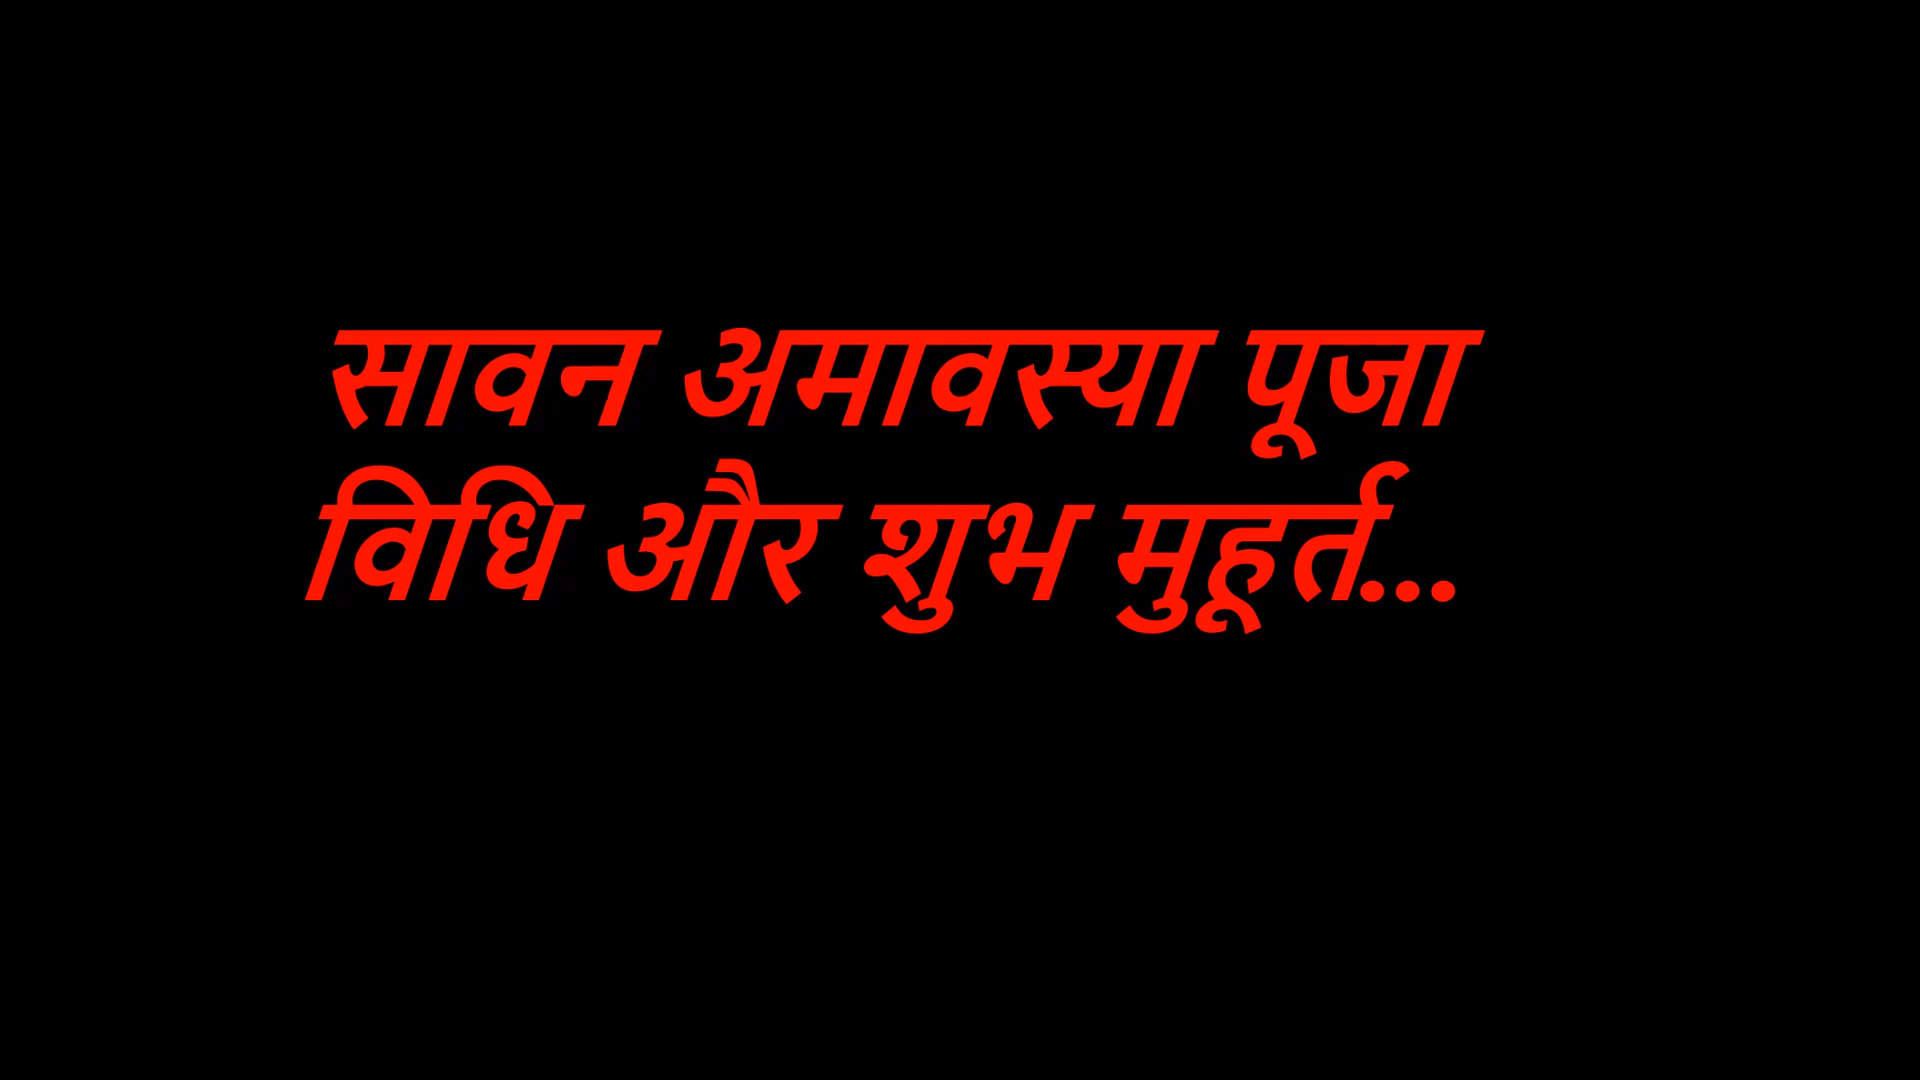 सावन अमावस्या पूजा
विधि और शुभ मुहूर्त...